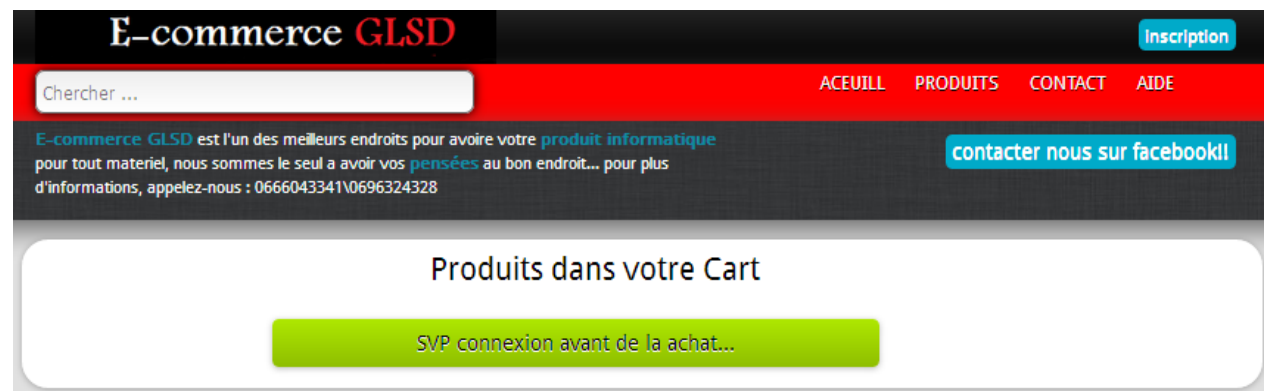 E-commerce GLSD
Inscription
Chercher ...
ACEUILL PRODUITS CONTACT AIDE
E-commerce GLSD est l'un des meilleurs endroits pour avoire votre produit informatique
pour tout materiel, nous sommes le seul a avoir vos pensées au bon endroit... pour plus
d'informations, appelez-nous : 0666043341\0696324328
contacter nous sur facebook!!
Produits dans votre Cart
SVP connexion avant de la achat...